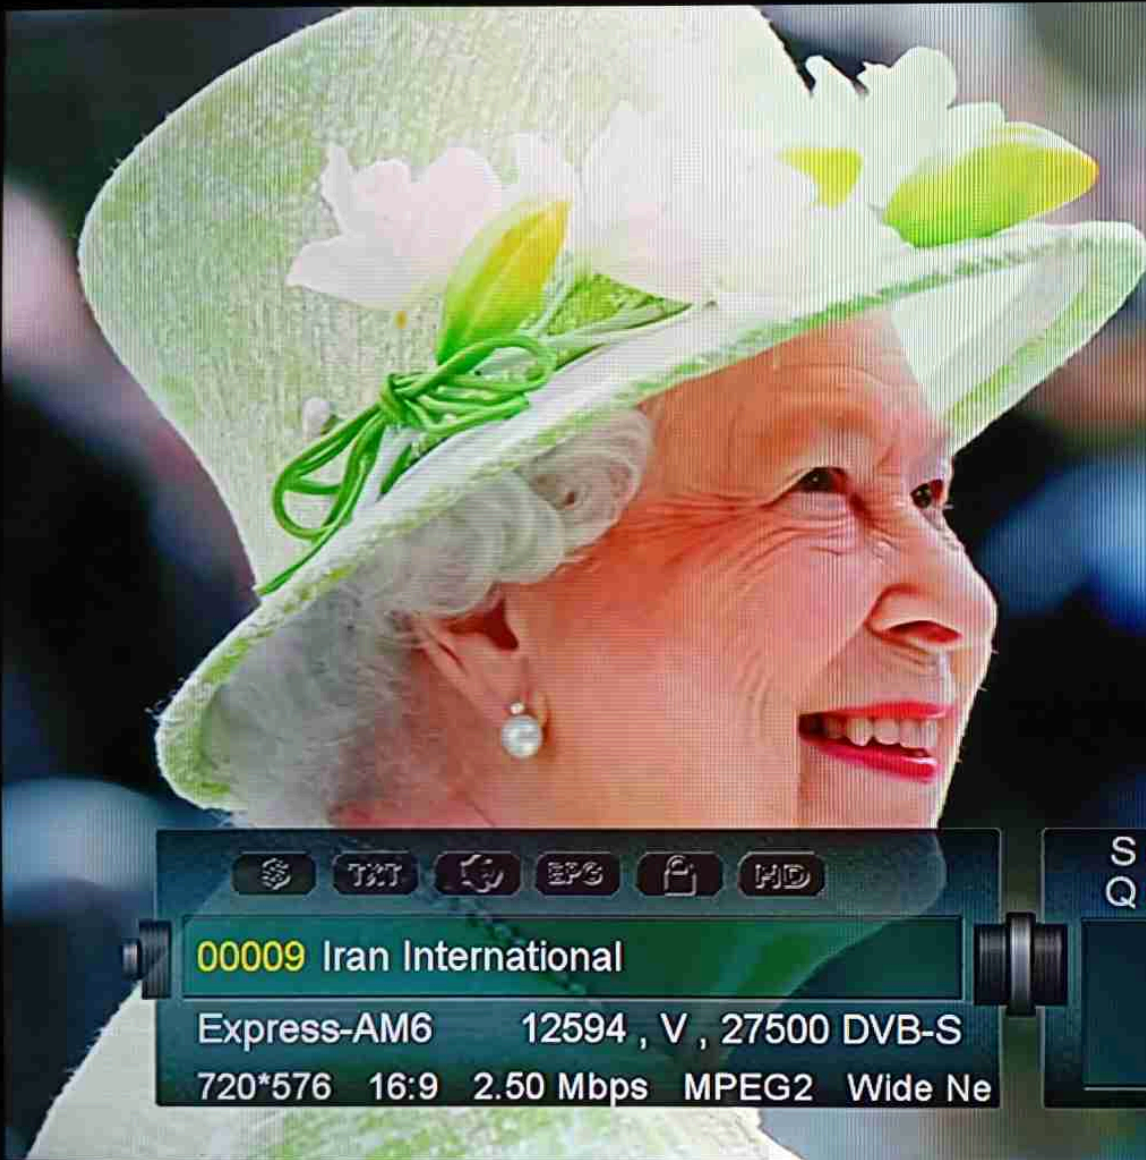 $ TXT EPG HD
S
Q
00009 Iran International
Express-AM6 12594 , V , 27500 DVB-S
720*576 16:9 2.50 Mbps MPEG2 Wide Ne